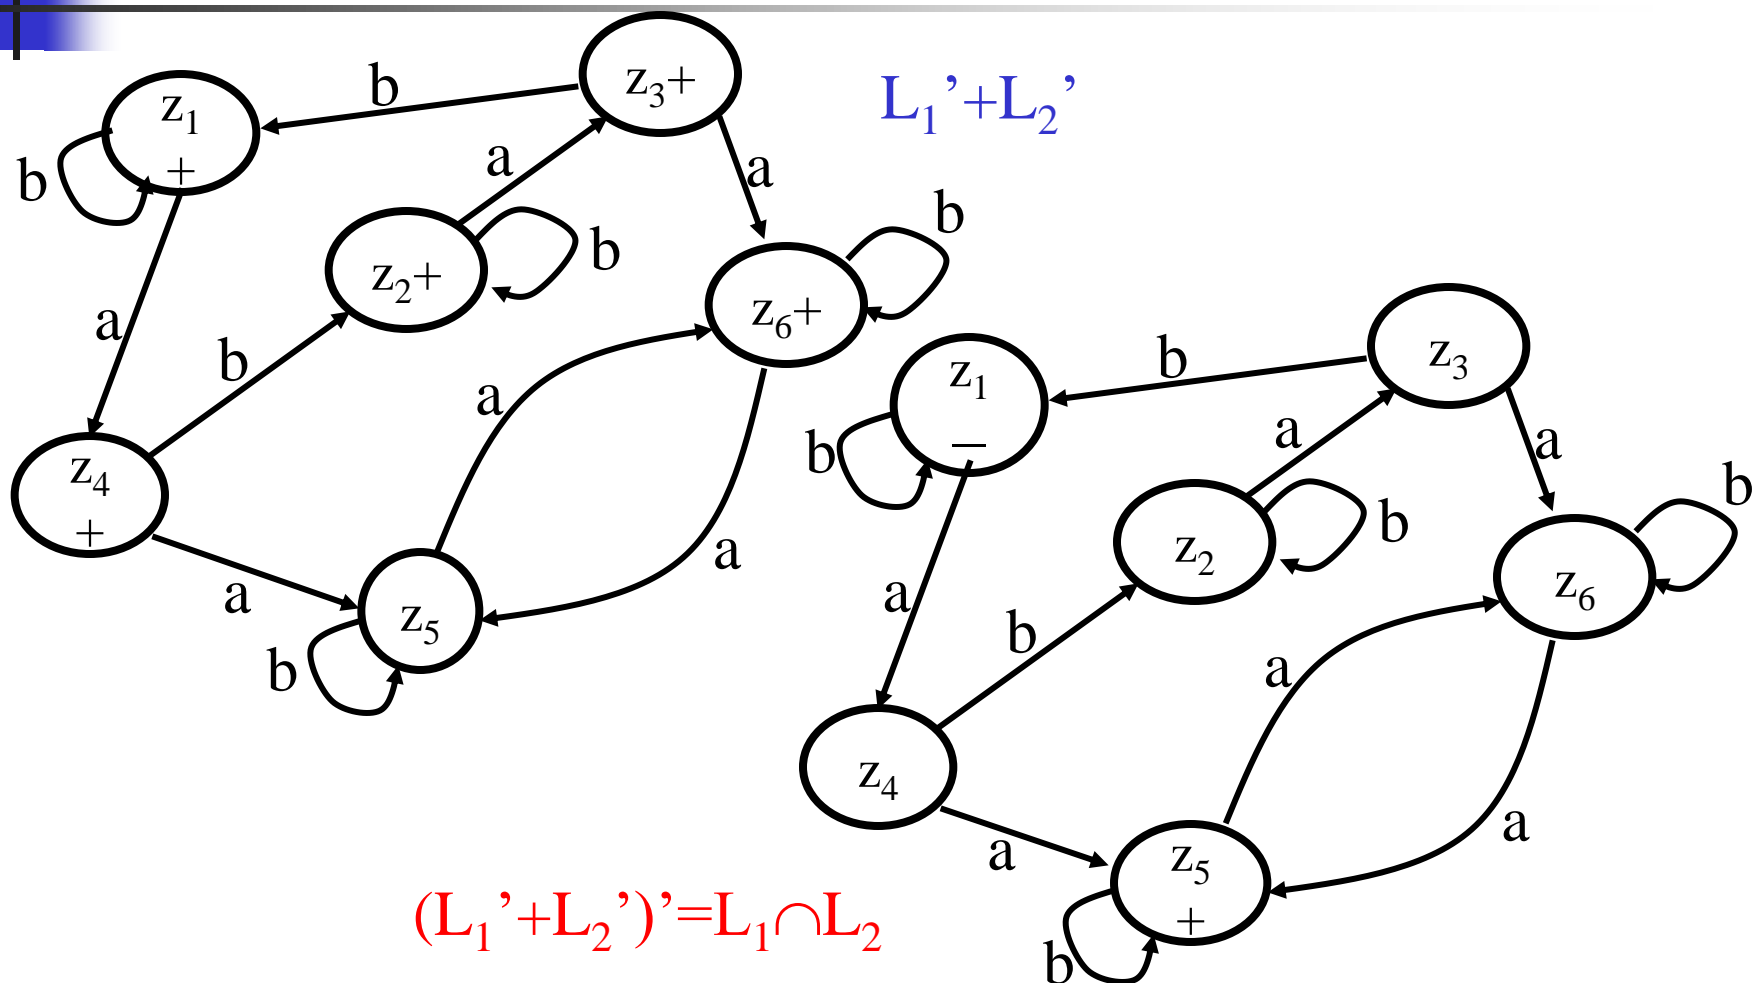 L₁’+L₂’
z₃+
b
z₁
+
b
a
a
z₂+
b
b
z₆+
a
b
a
z₄
+
a
a
a
z₅
b
z₃
b
z₁
–
b
a
a
z₂
b
b
z₆
a
b
a
z₄
a
a
z₅
+
b
(L₁’+L₂’)’=L₁∩L₂